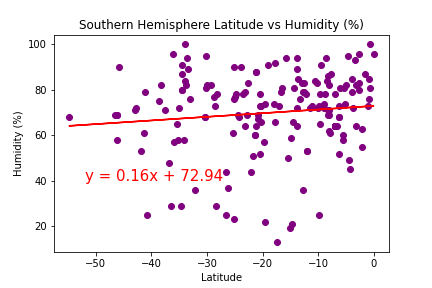 Southern Hemisphere Latitude vs Humidity (%)
Humidity (%)
100
80
60
40
20
y = 0.16x + 72.94
−50
−40
−30
−20
−10
0
Latitude